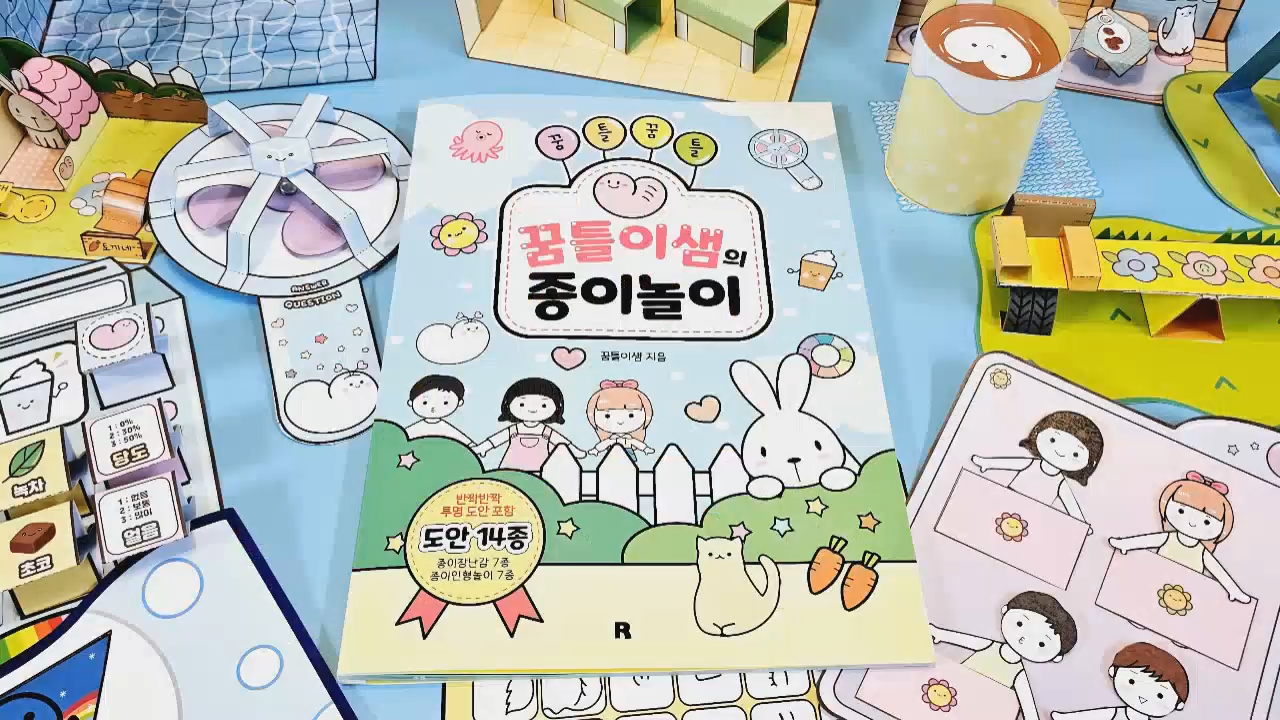 꿈틀꿈틀
꿈틀이샘의
종이놀이
꿈틀이샘 지음
반짝반짝
투명 도안 포함
도안 14종
종이장난감 7종
종이인형놀이 7종
R
ANSWER
QUESTION
1 : 0%
2 : 30%
3 : 50%
당도
녹차
1 : 없음
2 : 보통
3 : 많이
얼음
초코
토끼네